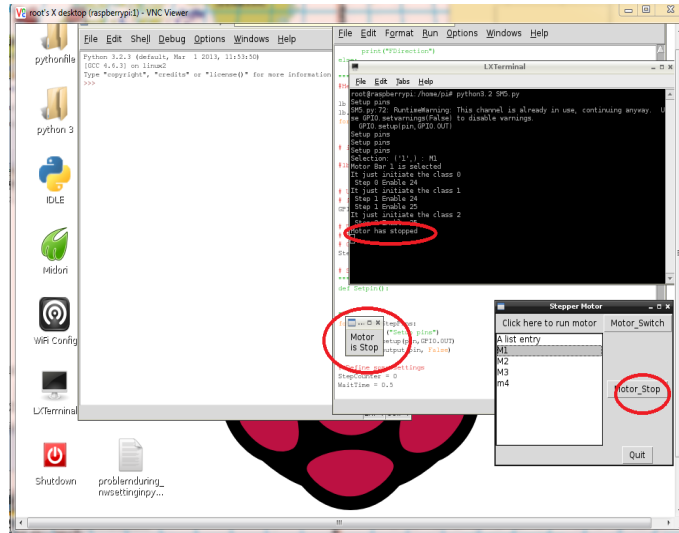 root's X desktop (raspberrypi:1) - VNC Viewer
pythonfile
python 3
IDLE
Midori
WiFi Config
LXTerminal
Shutdown
problemduring_
nwsettinginpy...
File Edit Shell Debug Options Windows Help
Python 3.2.3 (default, Mar 1 2013, 11:53:50)
[GCC 4.6.3] on linux2
Type "copyright", "credits" or "license()" for more information
>>>
File Edit Format Run Options Windows Help
print("FDirection")
LXTerminal
File Edit Tabs Help
root@raspberrypi:/home/pi# python3.2 SM5.py
Setup pins
SM5.py:72: RuntimeWarning: This channel is already in use, continuing anyway. U
se GPIO.setwarnings(False) to disable warnings.
GPIO.setup(pin,GPIO.OUT)
Setup pins
Setup pins
Setup pins
Selection: ('1',) : M1
Motor Bar 1 is selected
It just initiate the class 0
Step 0 Enable 24
It just initiate the class 1
Step 1 Enable 24
Step 1 Enable 25
It just initiate the class 2
Motor has stopped
def Setpin():
pins")
etup(pin,GPIO.OUT)
utput(pin, False)
settings
StepCounter = 0
WaitTime = 0.5
Motor
is Stop
Stepper Motor
Click here to run motor Motor_Switch
A list entry
M1
M2
M3
m4
Motor_Stop
Quit